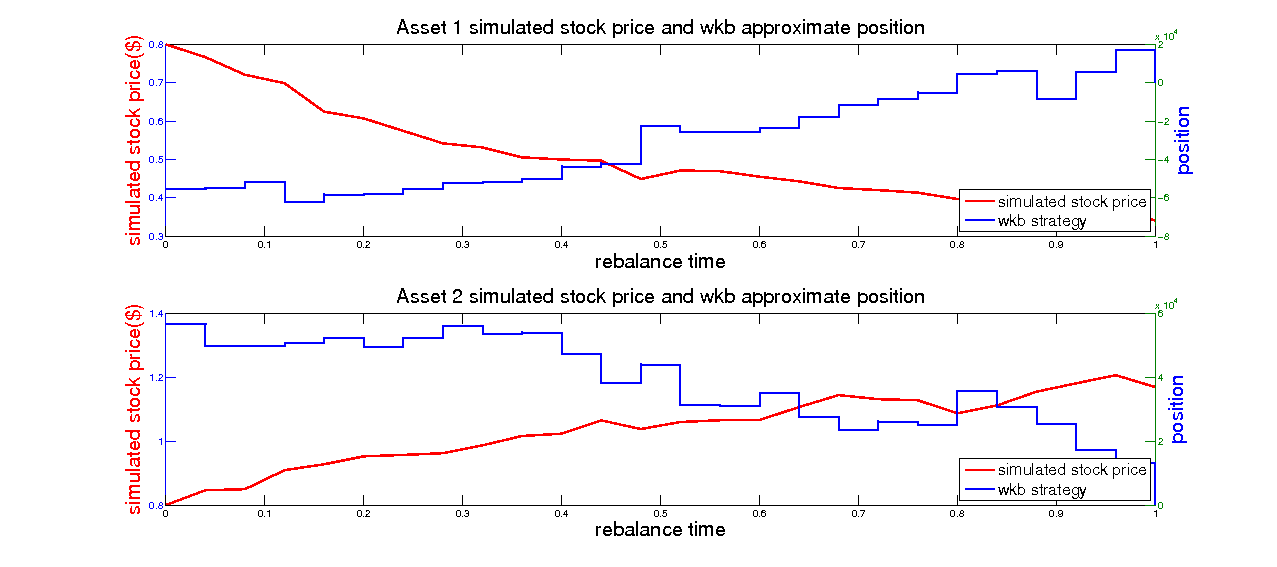 Asset 1 simulated stock price and wkb approximate position
x 10^4
simulated stock price($)
0.8
0.7
0.6
0.5
0.4
0.3
2
0
-2
-4
-6
-8
position
simulated stock price
wkb strategy
0 0.1 0.2 0.3 0.4 0.5 0.6 0.7 0.8 0.9 1
rebalance time
Asset 2 simulated stock price and wkb approximate position
x 10^4
simulated stock price($)
1.4
1.2
1
0.8
6
4
2
0
position
simulated stock price
wkb strategy
0 0.1 0.2 0.3 0.4 0.5 0.6 0.7 0.8 0.9 1
rebalance time